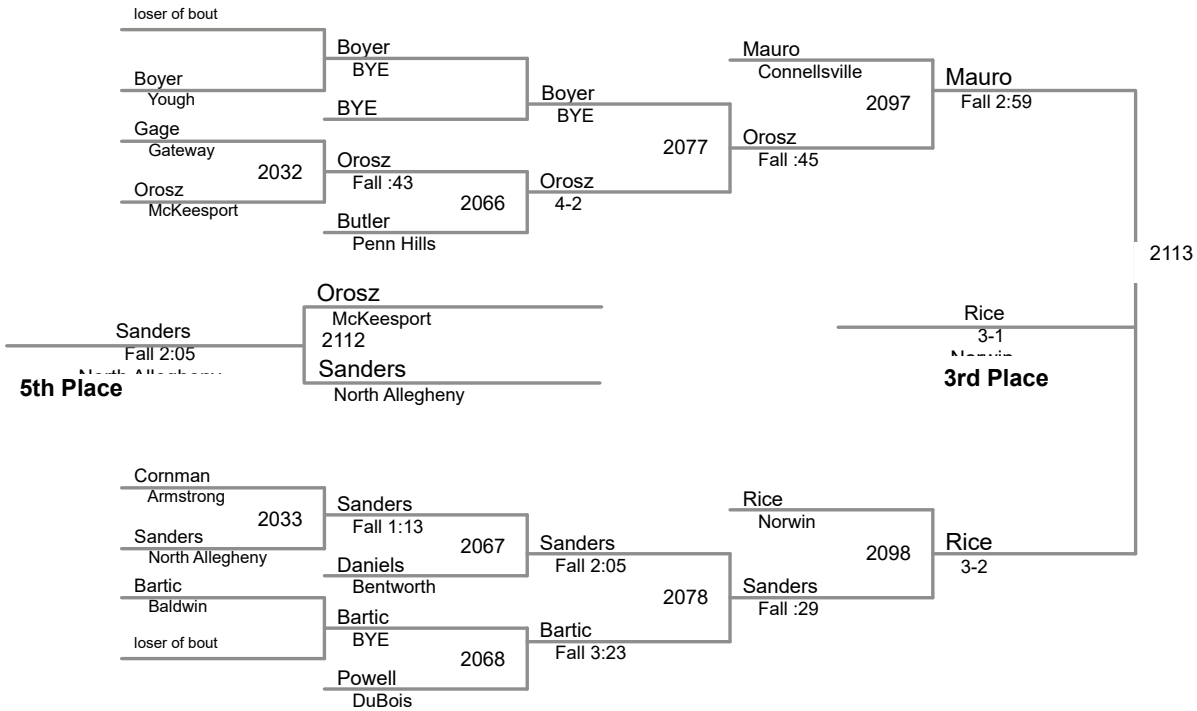 loser of bout
Boyer
Yough
Boyer
BYE
BYE
Boyer
BYE
Gage
Gateway
2032
Orosz
McKeesport
Orosz
Fall :43
2066
Butler
Penn Hills
Orosz
4-2
2077
Mauro
Connellsville
2097
Orosz
Fall :45
Mauro
Fall 2:59
2113
Orosz
McKeesport
2112
Sanders
North Allegheny
Sanders
Fall 2:05
North Allegheny
5th Place
Rice
3-1
Norwin
3rd Place
Cornman
Armstrong
2033
Sanders
North Allegheny
Sanders
Fall 1:13
2067
Daniels
Bentworth
Sanders
Fall 2:05
Bartic
Baldwin
loser of bout
Bartic
BYE
2068
Powell
DuBois
Bartic
Fall 3:23
2078
Rice
Norwin
2098
Sanders
Fall :29
Rice
3-2